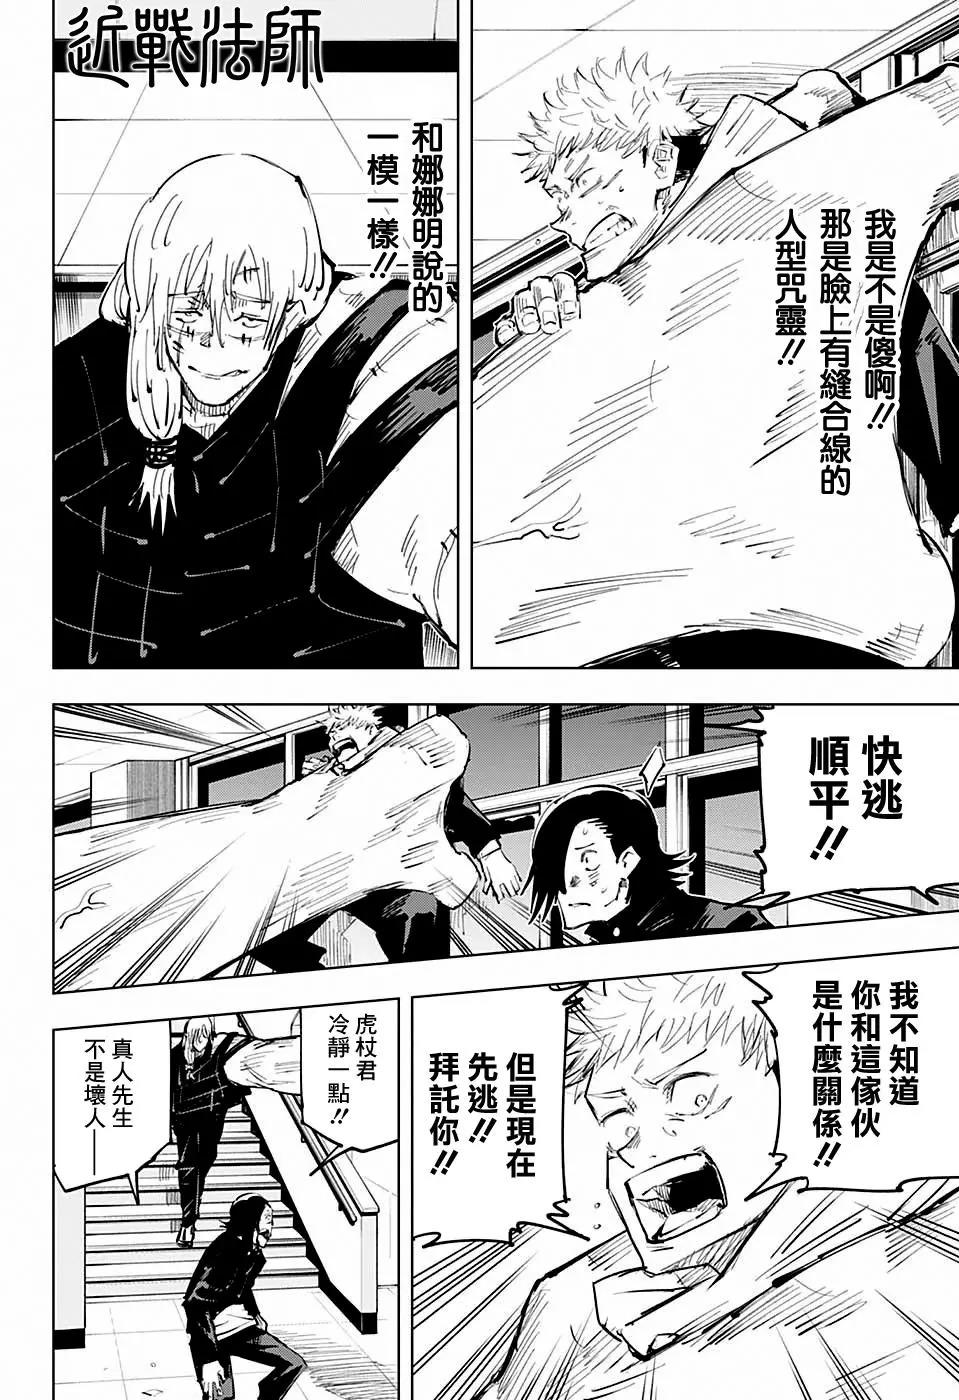 近戰法師
我是不是傻啊!!
那是臉上有縫合線的
人型咒靈!!
和娜娜明說的
一模一樣!!
快逃
順平!!
我不知道
你和這傢伙
是什麼關係!!
但是現在
先逃!!
拜託你!!
虎杖君
冷靜一點!!
真人先生
不是壞人——